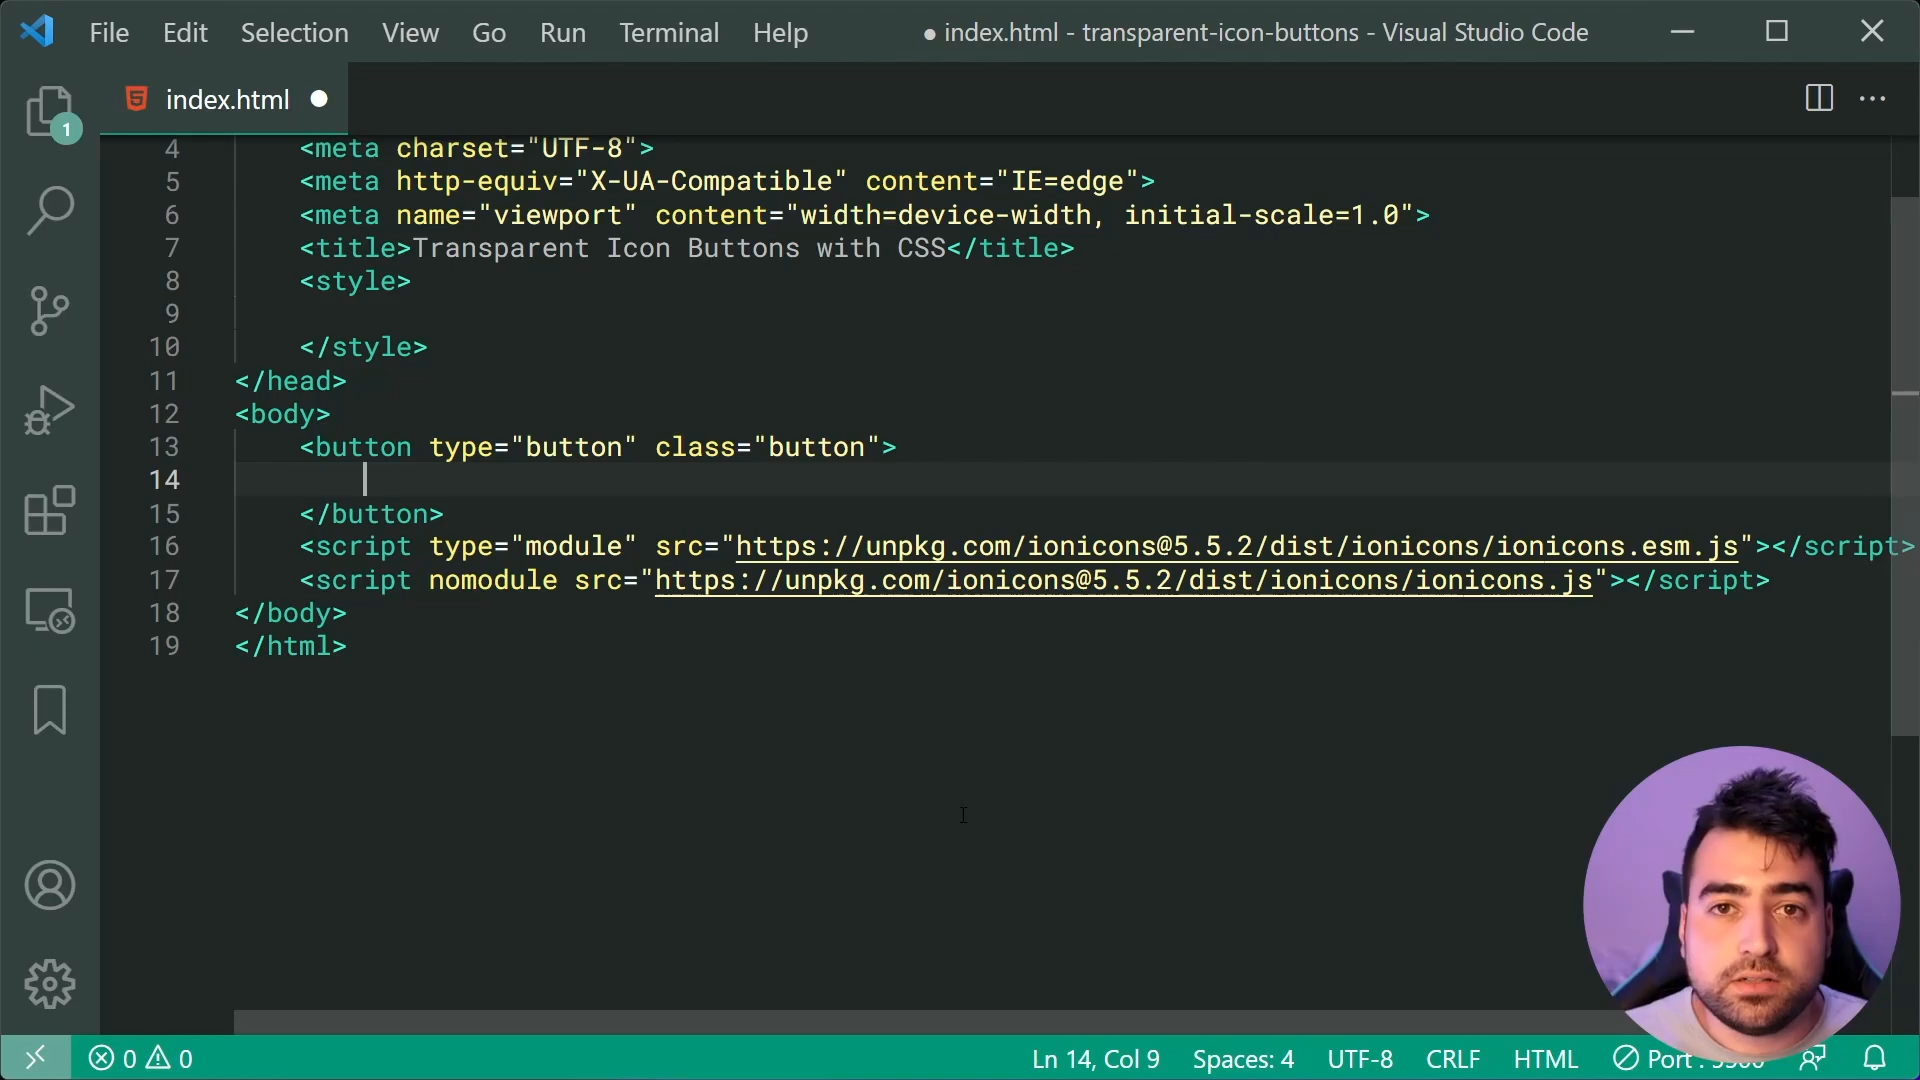 File Edit Selection View Go Run Terminal Help ● index.html - transparent-icon-buttons - Visual Studio Code
index.html
1
4 <meta charset="UTF-8">
5 <meta http-equiv="X-UA-Compatible" content="IE=edge">
6 <meta name="viewport" content="width=device-width, initial-scale=1.0">
7 <title>Transparent Icon Buttons with CSS</title>
8 <style>
9
10 </style>
11 </head>
12 <body>
13 <button type="button" class="button">
14
15 </button>
16 <script type="module" src="https://unpkg.com/ionicons@5.5.2/dist/ionicons/ionicons.esm.js"></script>
17 <script nomodule src="https://unpkg.com/ionicons@5.5.2/dist/ionicons/ionicons.js"></script>
18 </body>
19 </html>
0 0 Ln 14, Col 9 Spaces: 4 UTF-8 CRLF HTML Port :